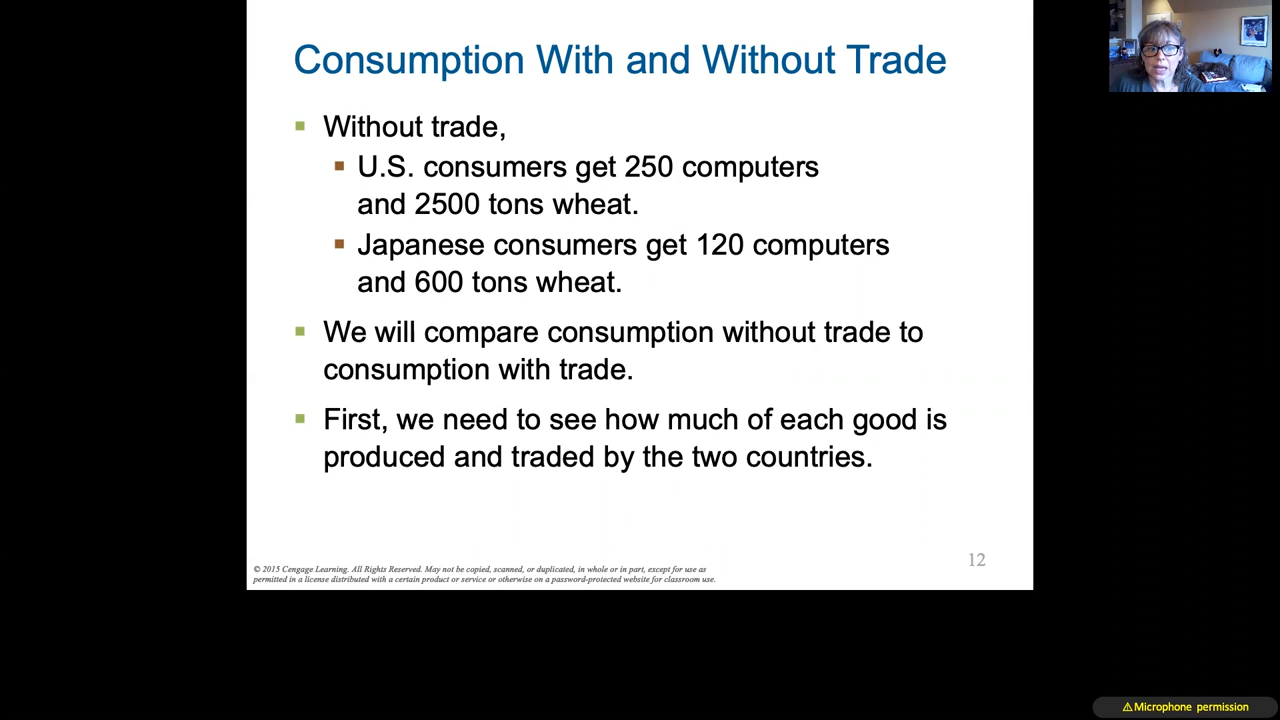 Consumption With and Without Trade
Without trade,
U.S. consumers get 250 computers
and 2500 tons wheat.
Japanese consumers get 120 computers
and 600 tons wheat.
We will compare consumption without trade to
consumption with trade.
First, we need to see how much of each good is
produced and traded by the two countries.
12
© 2015 Cengage Learning. All Rights Reserved. May not be copied, scanned, or duplicated, in whole or in part, except for use as
permitted in a license distributed with a certain product or service or otherwise on a password-protected website for classroom use.
⚠Microphone permission